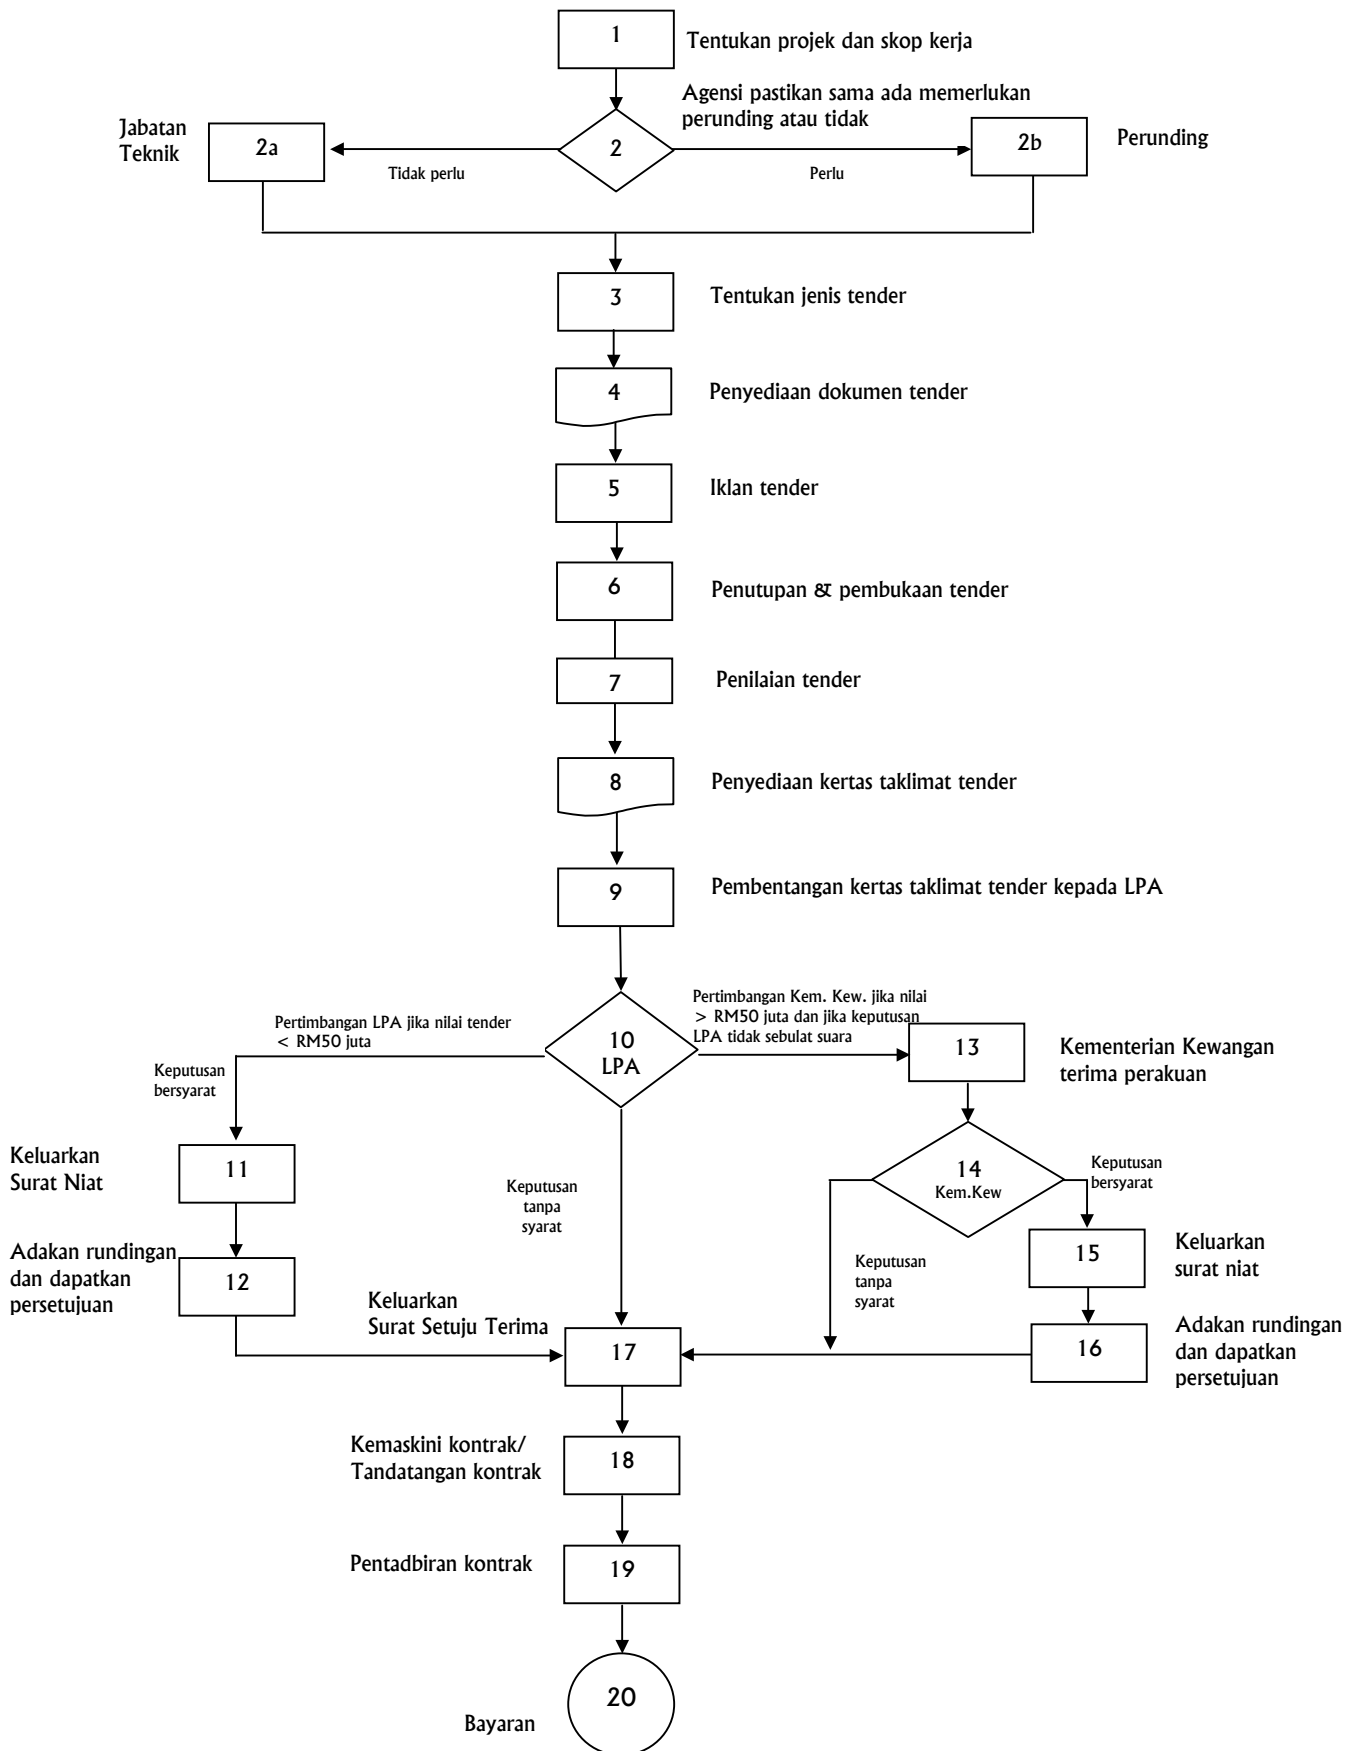 1
Tentukan projek dan skop kerja
Agensi pastikan sama ada memerlukan
perunding atau tidak
Jabatan
Teknik
2a
2
2b
Perunding
Tidak perlu
Perlu
3
Tentukan jenis tender
4
Penyediaan dokumen tender
5
Iklan tender
6
Penutupan & pembukaan tender
7
Penilaian tender
8
Penyediaan kertas taklimat tender
9
Pembentangan kertas taklimat tender kepada LPA
Pertimbangan LPA jika nilai tender
< RM50 juta
10
LPA
Pertimbangan Kem. Kew. jika nilai
> RM50 juta dan jika keputusan
LPA tidak sebulat suara
13
Kementerian Kewangan
terima perakuan
Keputusan
bersyarat
Keluarkan
Surat Niat
11
Keputusan
tanpa
syarat
14
Kem.Kew
Keputusan
bersyarat
Adakan rundingan
dan dapatkan
persetujuan
12
Keputusan
tanpa
syarat
15
Keluarkan
surat niat
Keluarkan
Surat Setuju Terima
17
16
Adakan rundingan
dan dapatkan
persetujuan
Kemaskini kontrak/
Tandatangan kontrak
18
Pentadbiran kontrak
19
20
Bayaran